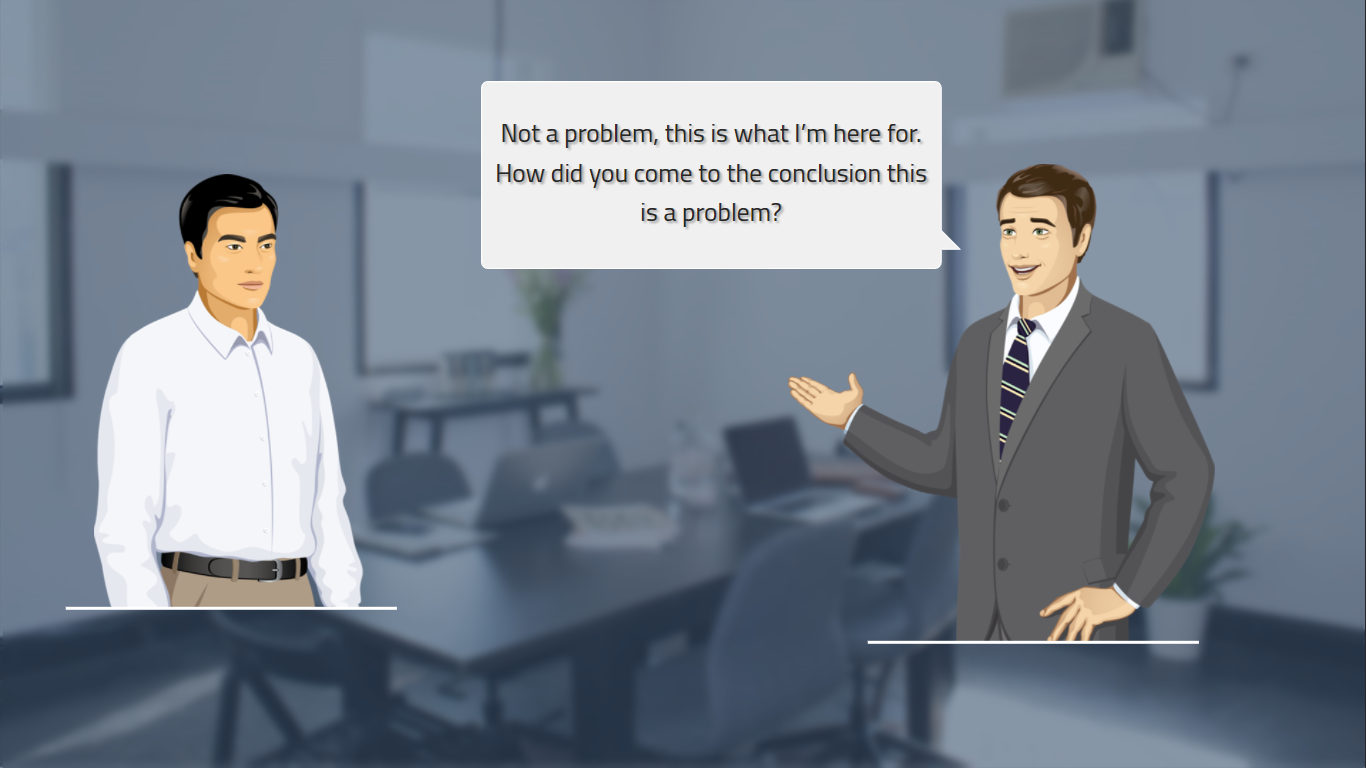 Not a problem, this is what I’m here for.
How did you come to the conclusion this
is a problem?